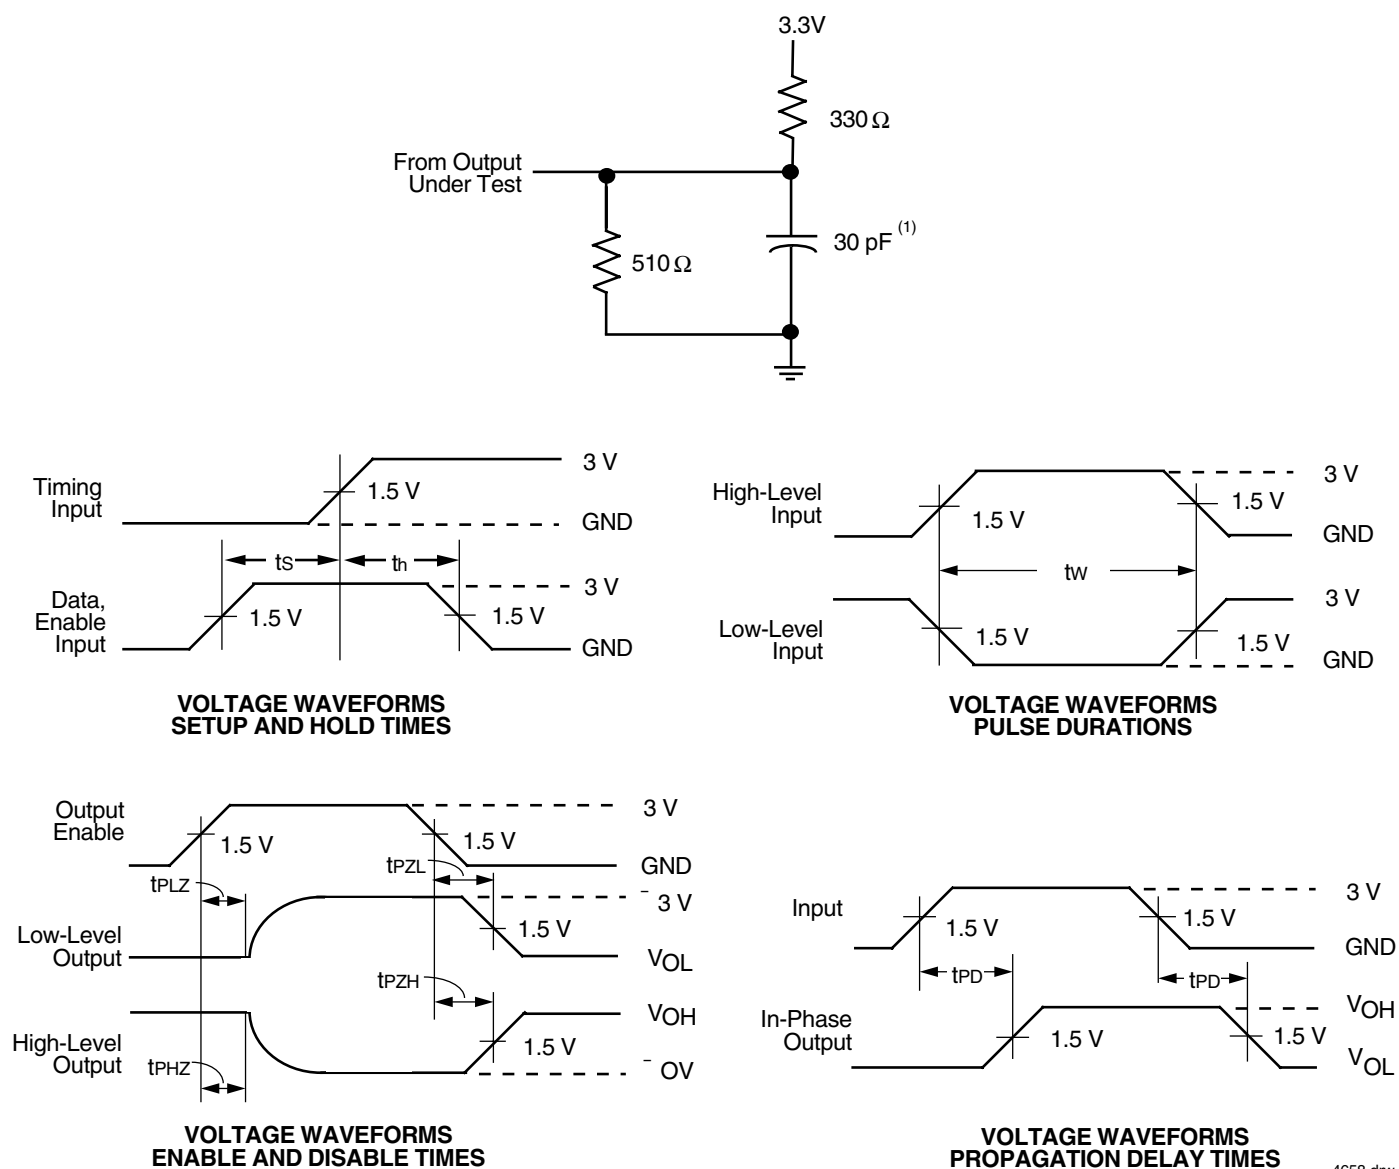 3.3V
330 Ω
From Output
Under Test
30 pF (1)
510 Ω
Timing
Input
3 V
1.5 V
GND
tS
th
Data,
Enable
Input
3 V
1.5 V
1.5 V
GND
VOLTAGE WAVEFORMS
SETUP AND HOLD TIMES
High-Level
Input
3 V
1.5 V
1.5 V
GND
tW
Low-Level
Input
3 V
1.5 V
1.5 V
GND
VOLTAGE WAVEFORMS
PULSE DURATIONS
Output
Enable
3 V
1.5 V
1.5 V
GND
tPLZ
tPZL
Low-Level
Output
3 V
1.5 V
VOL
tPZH
High-Level
Output
VOH
1.5 V
OV
tPHZ
VOLTAGE WAVEFORMS
ENABLE AND DISABLE TIMES
Input
3 V
1.5 V
1.5 V
GND
tPD
tPD
In-Phase
Output
VOH
1.5 V
1.5 V
VOL
VOLTAGE WAVEFORMS
PROPAGATION DELAY TIMES